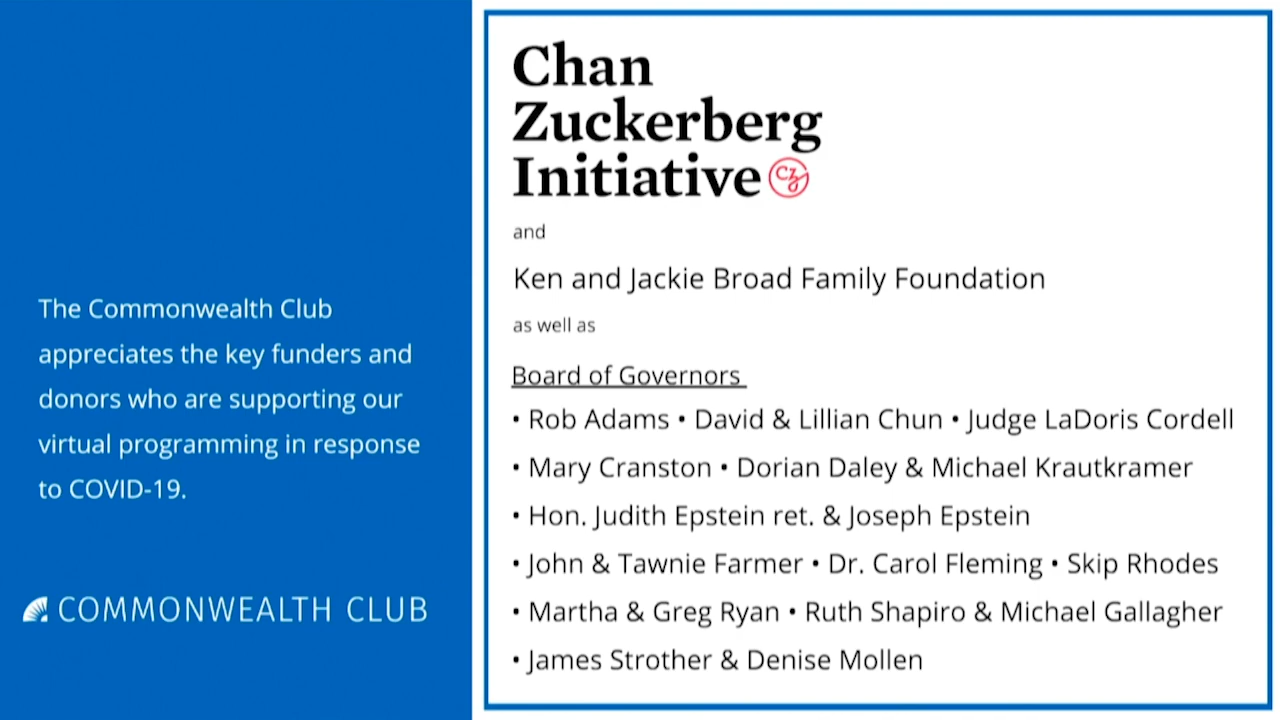 The Commonwealth Club
appreciates the key funders and
donors who are supporting our
virtual programming in response
to COVID-19.
COMMONWEALTH CLUB
Chan
Zuckerberg
Initiative
CZ
and
Ken and Jackie Broad Family Foundation
as well as
Board of Governors
• Rob Adams • David & Lillian Chun • Judge LaDoris Cordell
• Mary Cranston • Dorian Daley & Michael Krautkramer
• Hon. Judith Epstein ret. & Joseph Epstein
• John & Tawnie Farmer • Dr. Carol Fleming • Skip Rhodes
• Martha & Greg Ryan • Ruth Shapiro & Michael Gallagher
• James Strother & Denise Mollen